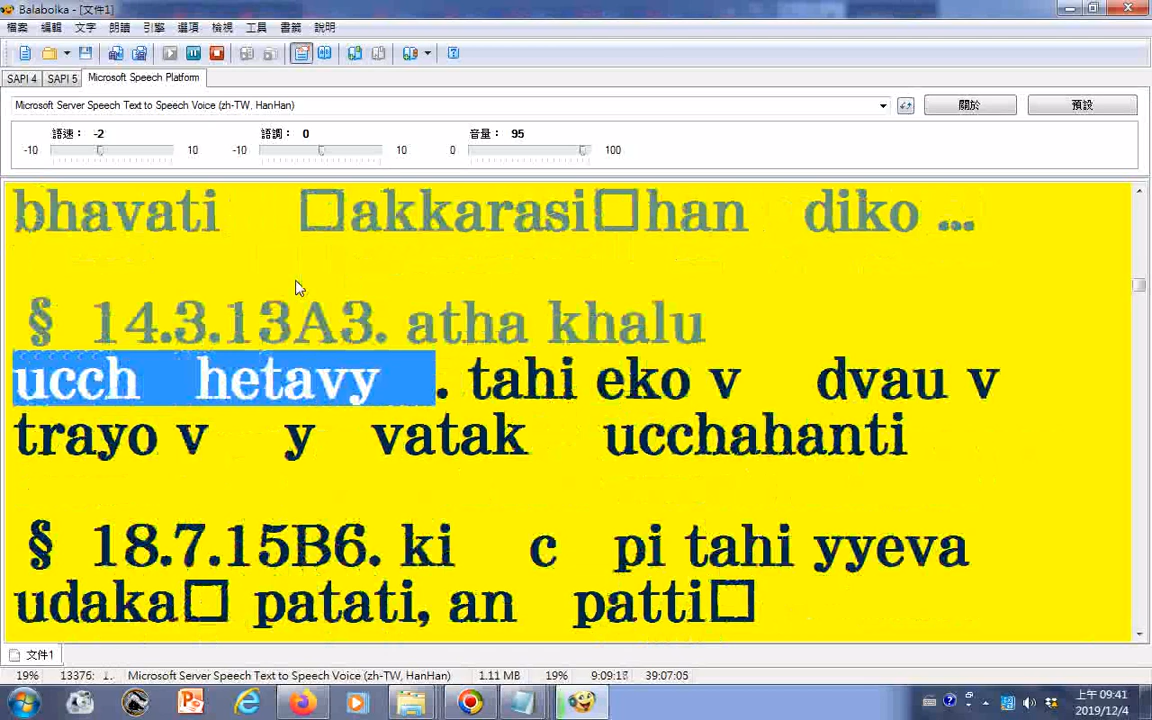 Balabolka - [文件1]
檔案 編輯 文字 朗讀 引擎 選項 檢視 工具 書籤 說明
SAPI 4 SAPI 5 Microsoft Speech Platform
Microsoft Server Speech Text to Speech Voice (zh-TW, HanHan) 關於 預設
語速： -2 語調： 0 音量： 95
-10 10 -10 10 0 100
bhavati □akkarasi□han diko ...
§ 14.3.13A3. atha khalu
ucch hetavy . tahi eko v dvau v
trayo v y vatak ucchahanti
§ 18.7.15B6. ki c pi tahi yyeva
udaka□ patati, an patti□
文件1
19% 13375: Microsoft Server Speech Text to Speech Voice (zh-TW, HanHan) 1.11 MB 19% 39:07:05
上午 09:41
2019/12/4